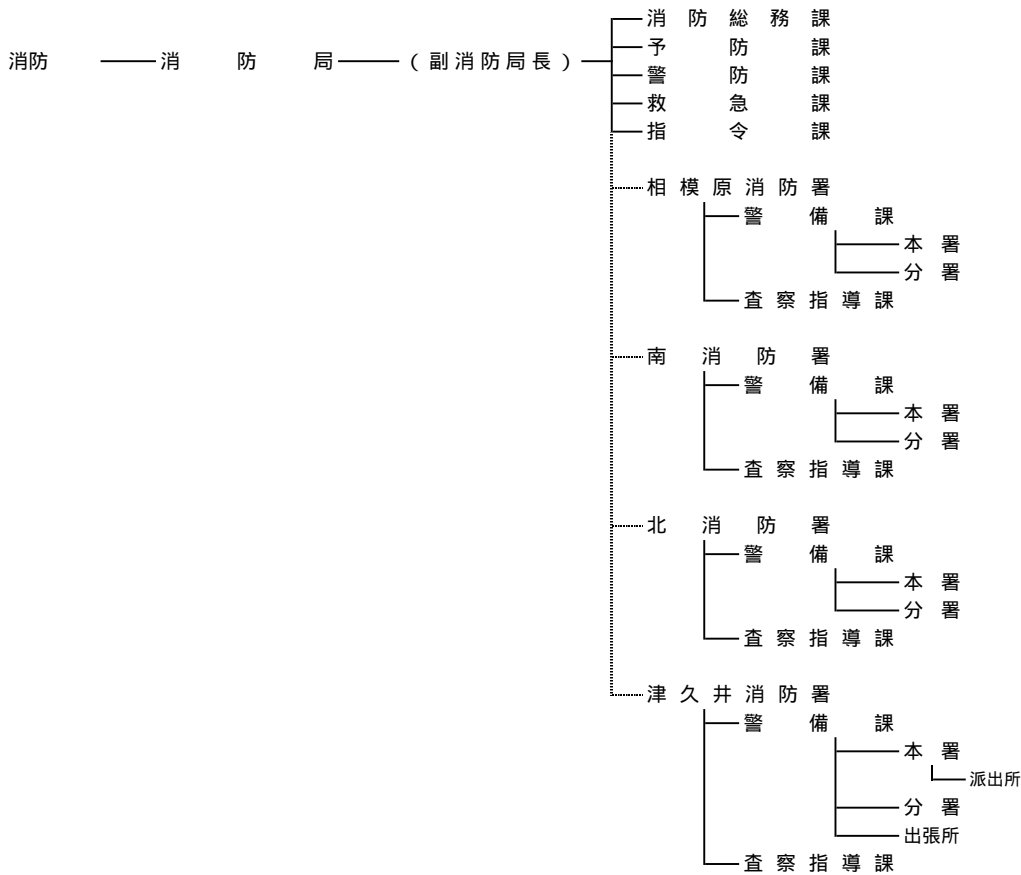 消防総務課
予防課
消防 消防局 (副消防局長)
警防課
救急課
指令課
相模原消防署
警備課
本署
分署
査察指導課
南消防署
警備課
本署
分署
査察指導課
北消防署
警備課
本署
分署
査察指導課
津久井消防署
警備課
本署
派出所
分署
出張所
査察指導課